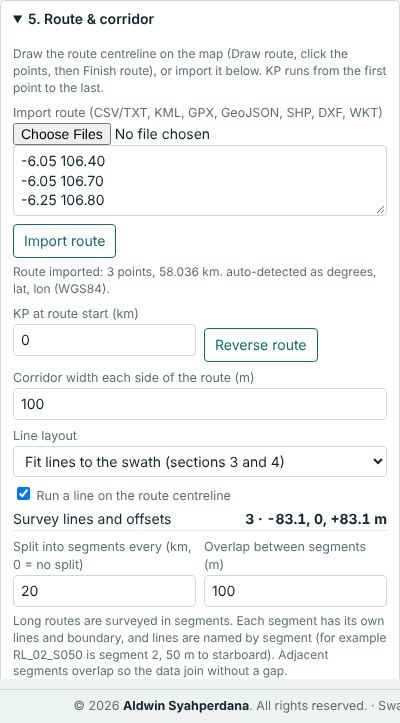 ▼ 5. Route & corridor
Draw the route centreline on the map (Draw route, click the
points, then Finish route), or import it below. KP runs from the first
point to the last.
Import route (CSV/TXT, KML, GPX, GeoJSON, SHP, DXF, WKT)
Choose Files No file chosen
-6.05 106.40
-6.05 106.70
-6.25 106.80
Import route
Route imported: 3 points, 58.036 km. auto-detected as degrees,
lat, lon (WGS84).
KP at route start (km)
0
Reverse route
Corridor width each side of the route (m)
100
Line layout
Fit lines to the swath (sections 3 and 4)
Run a line on the route centreline
Survey lines and offsets 3 · -83.1, 0, +83.1 m
Split into segments every (km,
0 = no split)
Overlap between segments
(m)
20
100
Long routes are surveyed in segments. Each segment has its own
lines and boundary, and lines are named by segment (for example
RL_02_S050 is segment 2, 50 m to starboard). Adjacent
segments overlap so the data join without a gap.
© 2026 Aldwin Syahperdana. All rights reserved. · Swa